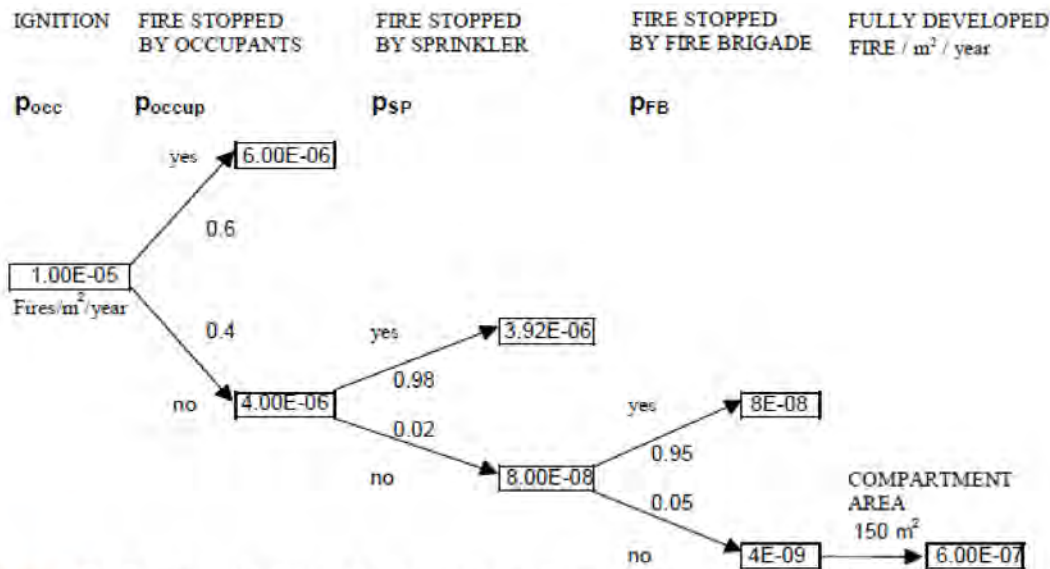 IGNITION
FIRE STOPPED
BY OCCUPANTS
FIRE STOPPED
BY SPRINKLER
FIRE STOPPED
BY FIRE BRIGADE
FULLY DEVELOPED
FIRE / m² / year
pocc
poccup
pSP
pFB
yes
6.00E-06
0.6
1.00E-05
Fires/m²/year
0.4
yes
3.92E-06
0.98
no
4.00E-06
0.02
yes
8E-08
0.95
no
8.00E-08
0.05
COMPARTMENT
AREA
150 m²
no
4E-09
6.00E-07